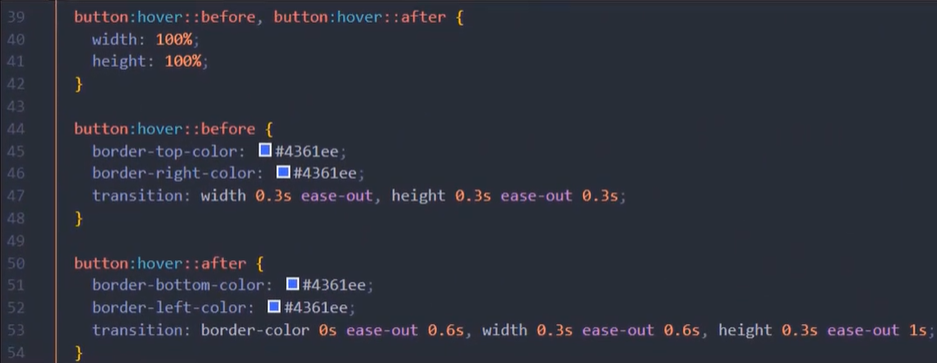 39 button:hover::before, button:hover::after {
40 width: 100%;
41 height: 100%;
42 }
43
44 button:hover::before {
45 border-top-color: #4361ee;
46 border-right-color: #4361ee;
47 transition: width 0.3s ease-out, height 0.3s ease-out 0.3s;
48 }
49
50 button:hover::after {
51 border-bottom-color: #4361ee;
52 border-left-color: #4361ee;
53 transition: border-color 0s ease-out 0.6s, width 0.3s ease-out 0.6s, height 0.3s ease-out 1s;
54 }